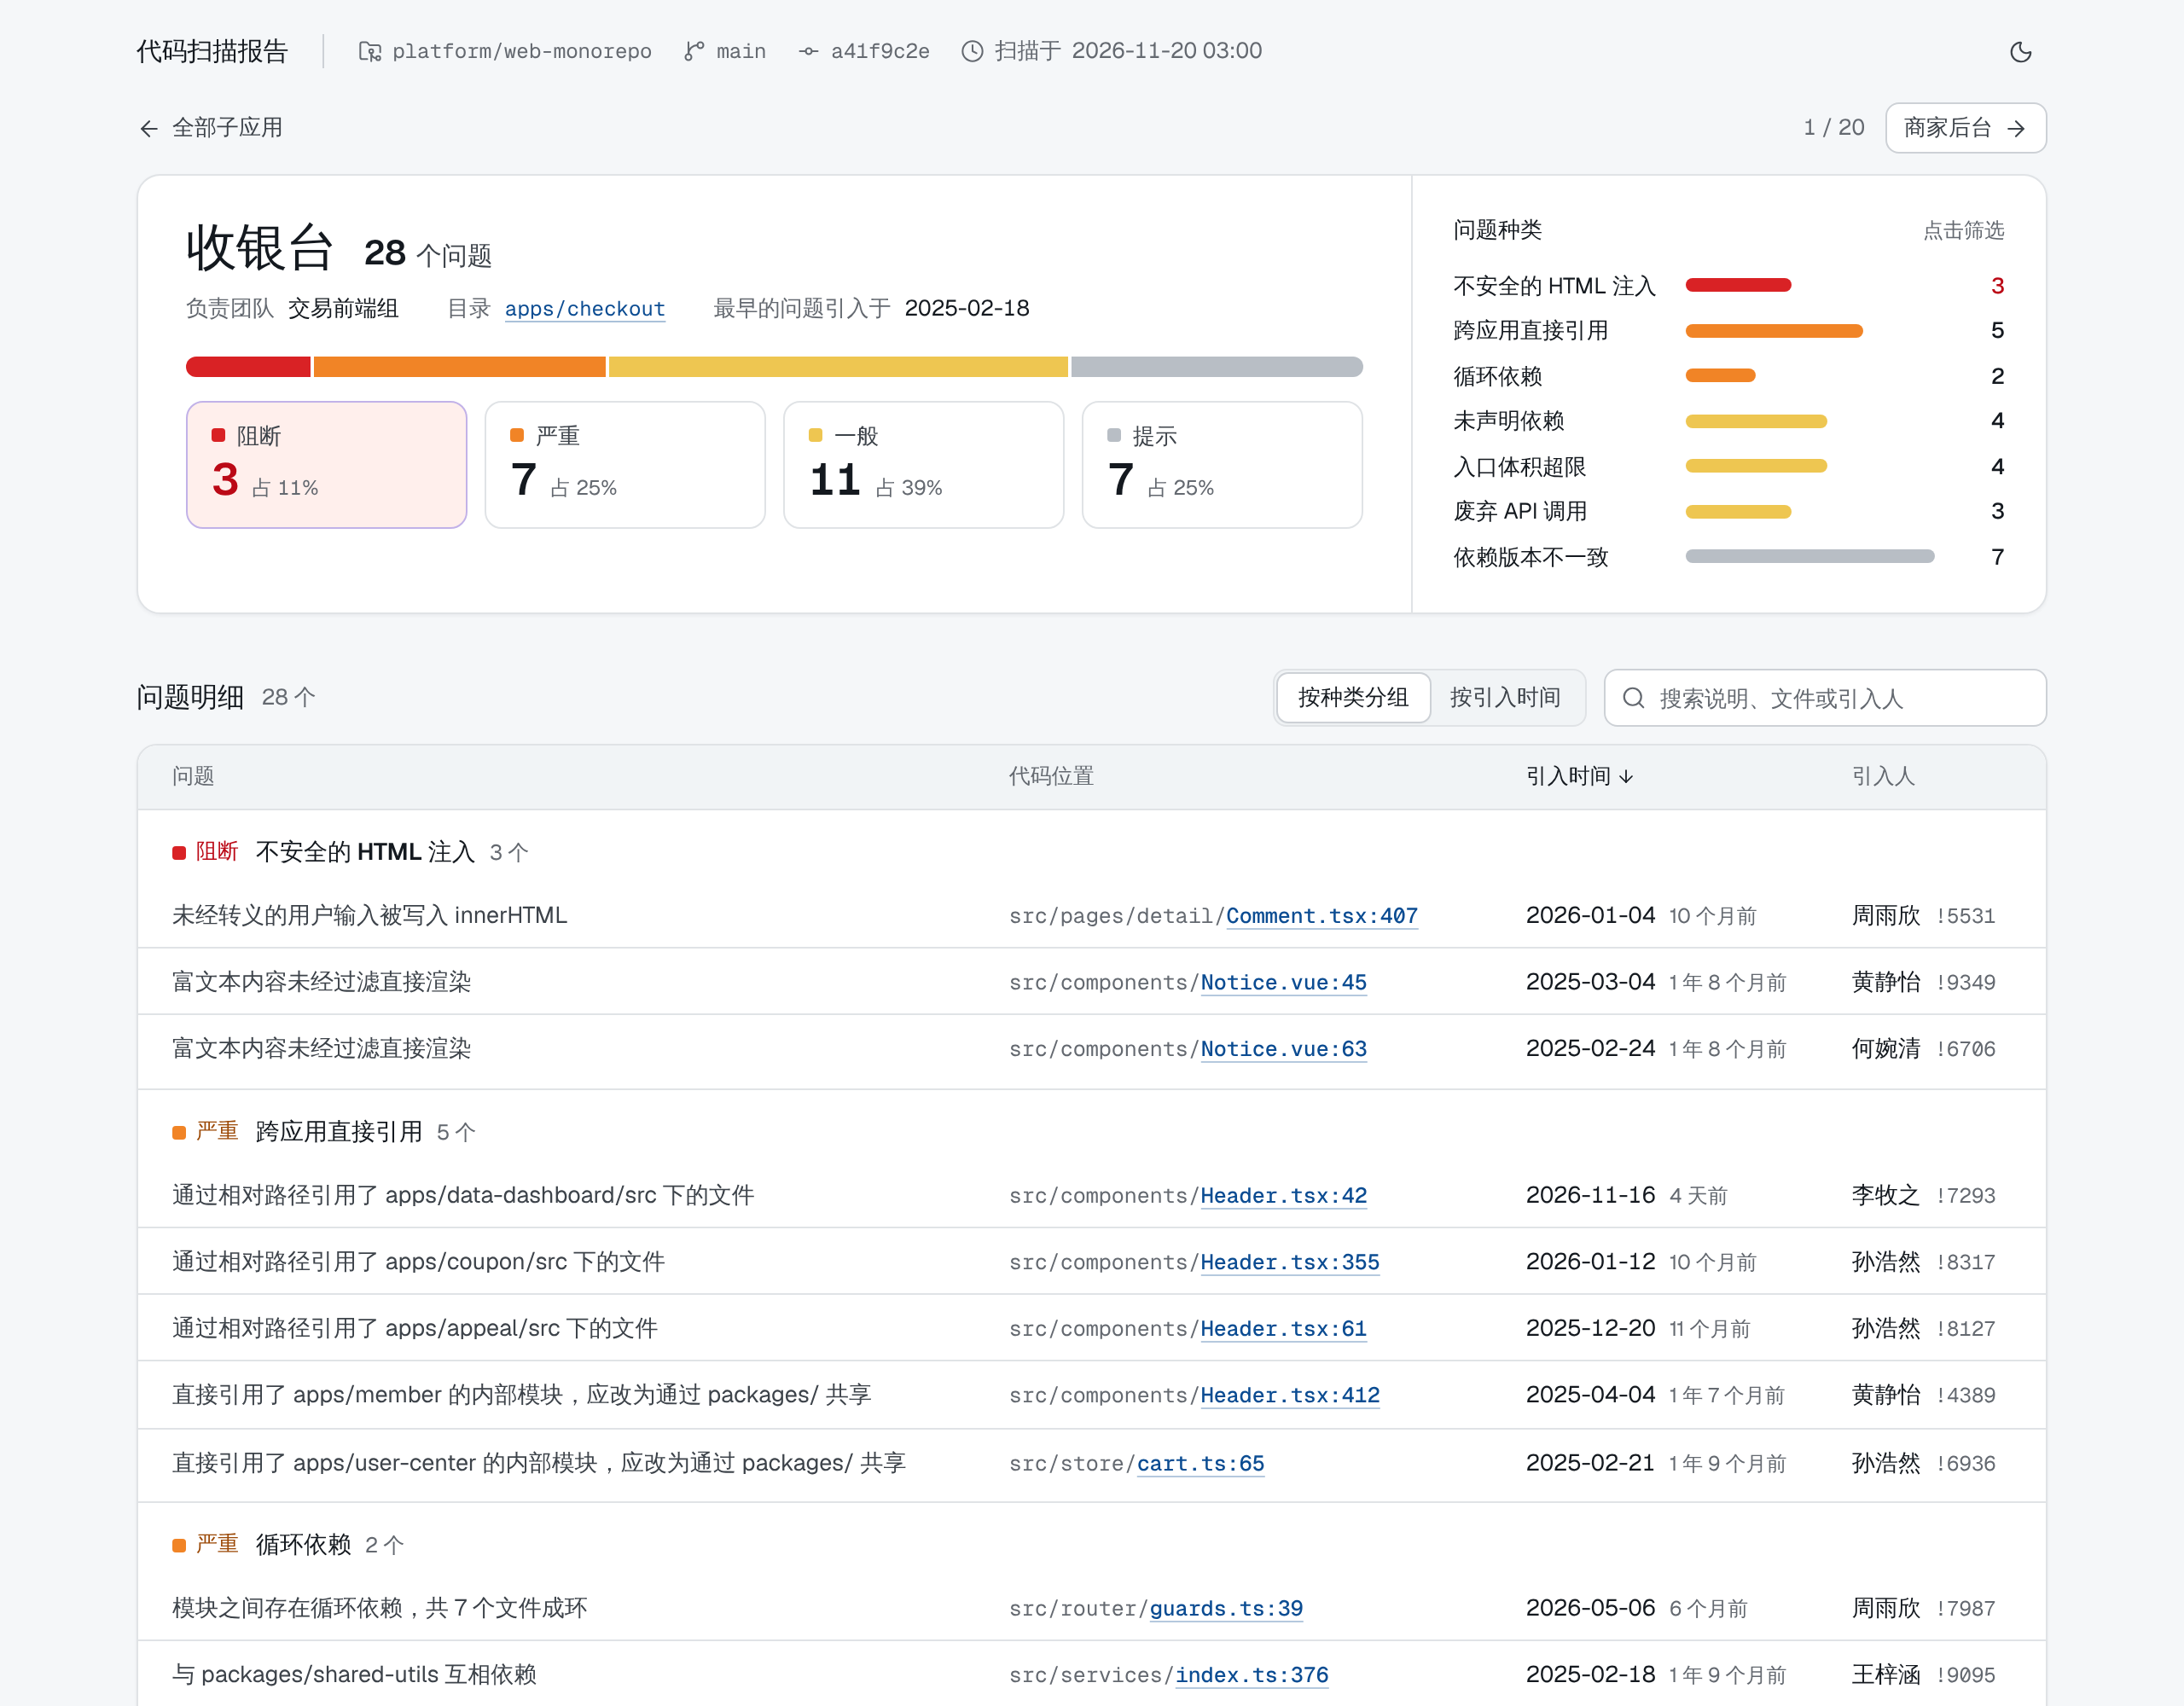 代码扫描报告 platform/web-monorepo main a41f9c2e 扫描于 2026-11-20 03:00
← 全部子应用 1 / 20 商家后台 →
收银台 28 个问题
负责团队 交易前端组 目录 apps/checkout 最早的问题引入于 2025-02-18
阻断
3 占 11%
严重
7 占 25%
一般
11 占 39%
提示
7 占 25%
问题种类 点击筛选
不安全的 HTML 注入 3
跨应用直接引用 5
循环依赖 2
未声明依赖 4
入口体积超限 4
废弃 API 调用 3
依赖版本不一致 7
问题明细 28 个 按种类分组 按引入时间 搜索说明、文件或引入人
问题 代码位置 引入时间 ↓ 引入人
阻断 不安全的 HTML 注入 3 个
未经转义的用户输入被写入 innerHTML src/pages/detail/Comment.tsx:407 2026-01-04 10 个月前 周雨欣 !5531
富文本内容未经过滤直接渲染 src/components/Notice.vue:45 2025-03-04 1 年 8 个月前 黄静怡 !9349
富文本内容未经过滤直接渲染 src/components/Notice.vue:63 2025-02-24 1 年 8 个月前 何婉清 !6706
严重 跨应用直接引用 5 个
通过相对路径引用了 apps/data-dashboard/src 下的文件 src/components/Header.tsx:42 2026-11-16 4 天前 李牧之 !7293
通过相对路径引用了 apps/coupon/src 下的文件 src/components/Header.tsx:355 2026-01-12 10 个月前 孙浩然 !8317
通过相对路径引用了 apps/appeal/src 下的文件 src/components/Header.tsx:61 2025-12-20 11 个月前 孙浩然 !8127
直接引用了 apps/member 的内部模块，应改为通过 packages/ 共享 src/components/Header.tsx:412 2025-04-04 1 年 7 个月前 黄静怡 !4389
直接引用了 apps/user-center 的内部模块，应改为通过 packages/ 共享 src/store/cart.ts:65 2025-02-21 1 年 9 个月前 孙浩然 !6936
严重 循环依赖 2 个
模块之间存在循环依赖，共 7 个文件成环 src/router/guards.ts:39 2026-05-06 6 个月前 周雨欣 !7987
与 packages/shared-utils 互相依赖 src/services/index.ts:376 2025-02-18 1 年 9 个月前 王梓涵 !9095